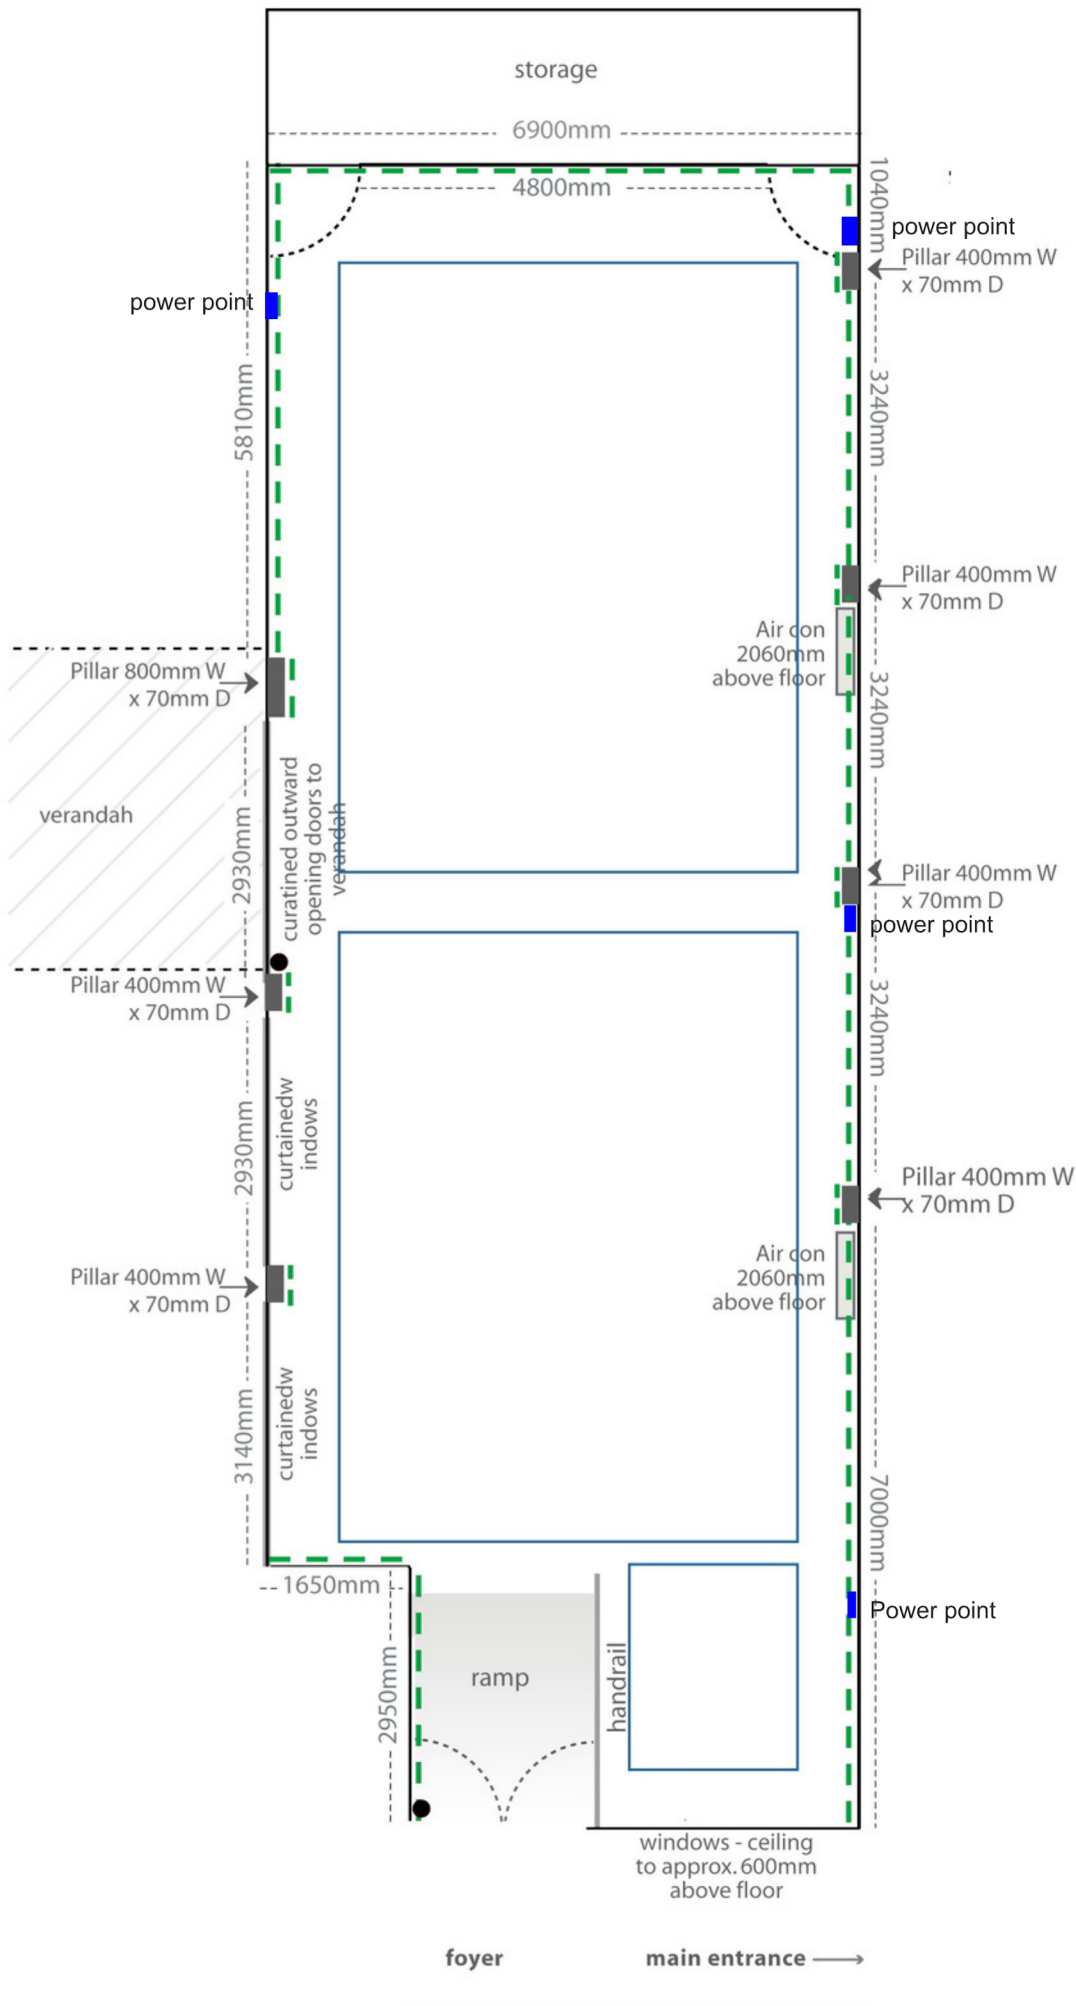 storage
6900mm
4800mm
1040mm
power point
Pillar 400mm W
x 70mm D
power point
5810mm
3240mm
Pillar 400mm W
x 70mm D
Air con
2060mm
above floor
Pillar 800mm W
x 70mm D
3240mm
verandah
2930mm
curatined outward
opening doors to
verandah
Pillar 400mm W
x 70mm D
power point
Pillar 400mm W
x 70mm D
3240mm
2930mm
curtainedw
indows
Pillar 400mm W
x 70mm D
Air con
2060mm
above floor
Pillar 400mm W
x 70mm D
3140mm
curtainedw
indows
7000mm
1650mm
Power point
2950mm
ramp
handrail
windows - ceiling
to approx. 600mm
above floor
foyer
main entrance